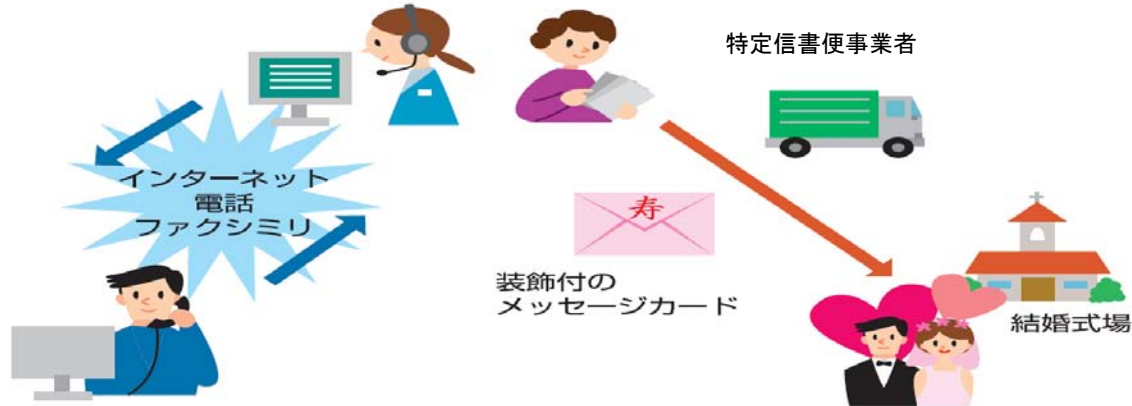 特定信書便事業者
インターネット
電話
ファクシミリ
寿
装飾付の
メッセージカード
結婚式場